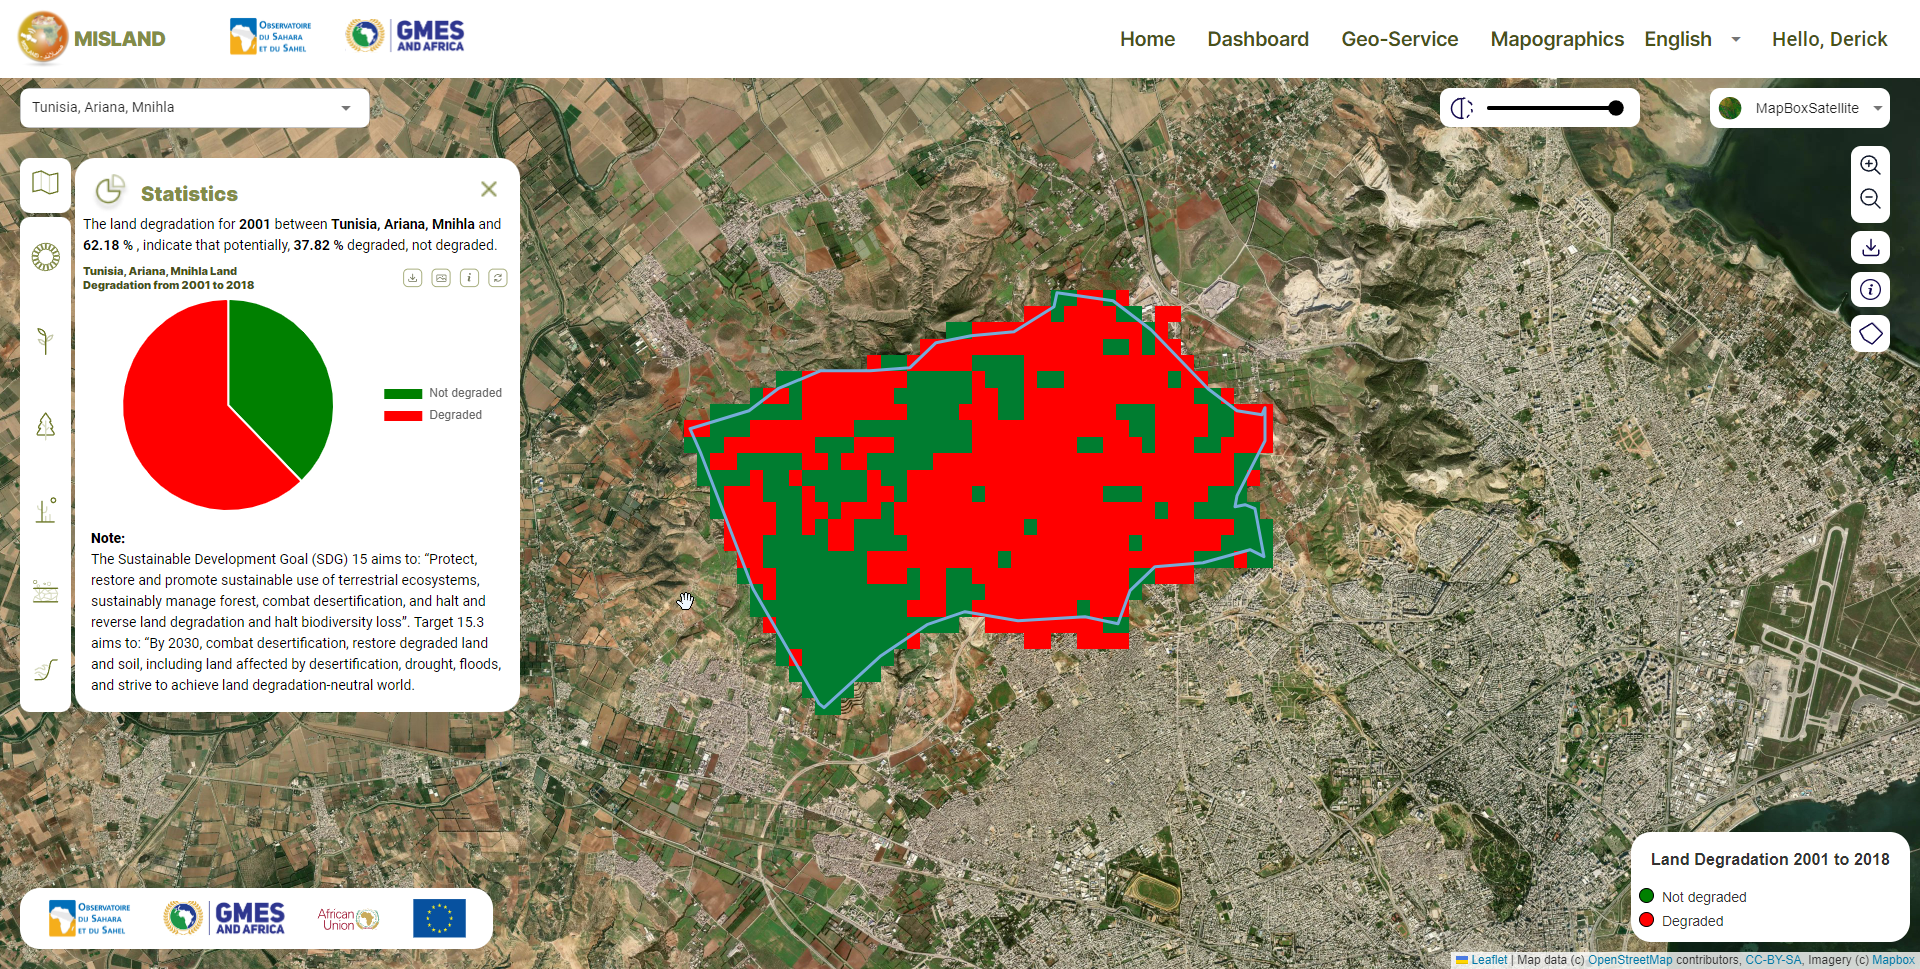 MISLAND
OBSERVATOIRE
DU SAHARA
ET DU SAHEL
GMES
AND AFRICA
Home
Dashboard
Geo-Service
Mapographics
English
Hello, Derick
Tunisia, Ariana, Mnihla
MapBoxSatellite
Statistics
The land degradation for 2001 between Tunisia, Ariana, Mnihla and
62.18 % , indicate that potentially, 37.82 % degraded, not degraded.
Tunisia, Ariana, Mnihla Land
Degradation from 2001 to 2018
Not degraded
Degraded
Note:
The Sustainable Development Goal (SDG) 15 aims to: “Protect,
restore and promote sustainable use of terrestrial ecosystems,
sustainably manage forest, combat desertification, and halt and
reverse land degradation and halt biodiversity loss”. Target 15.3
aims to: “By 2030, combat desertification, restore degraded land
and soil, including land affected by desertification, drought, floods,
and strive to achieve land degradation-neutral world.
OBSERVATOIRE
DU SAHARA
ET DU SAHEL
GMES
AND AFRICA
African
Union
Land Degradation 2001 to 2018
Not degraded
Degraded
Leaflet | Map data (c) OpenStreetMap contributors, CC-BY-SA, Imagery (c) Mapbox